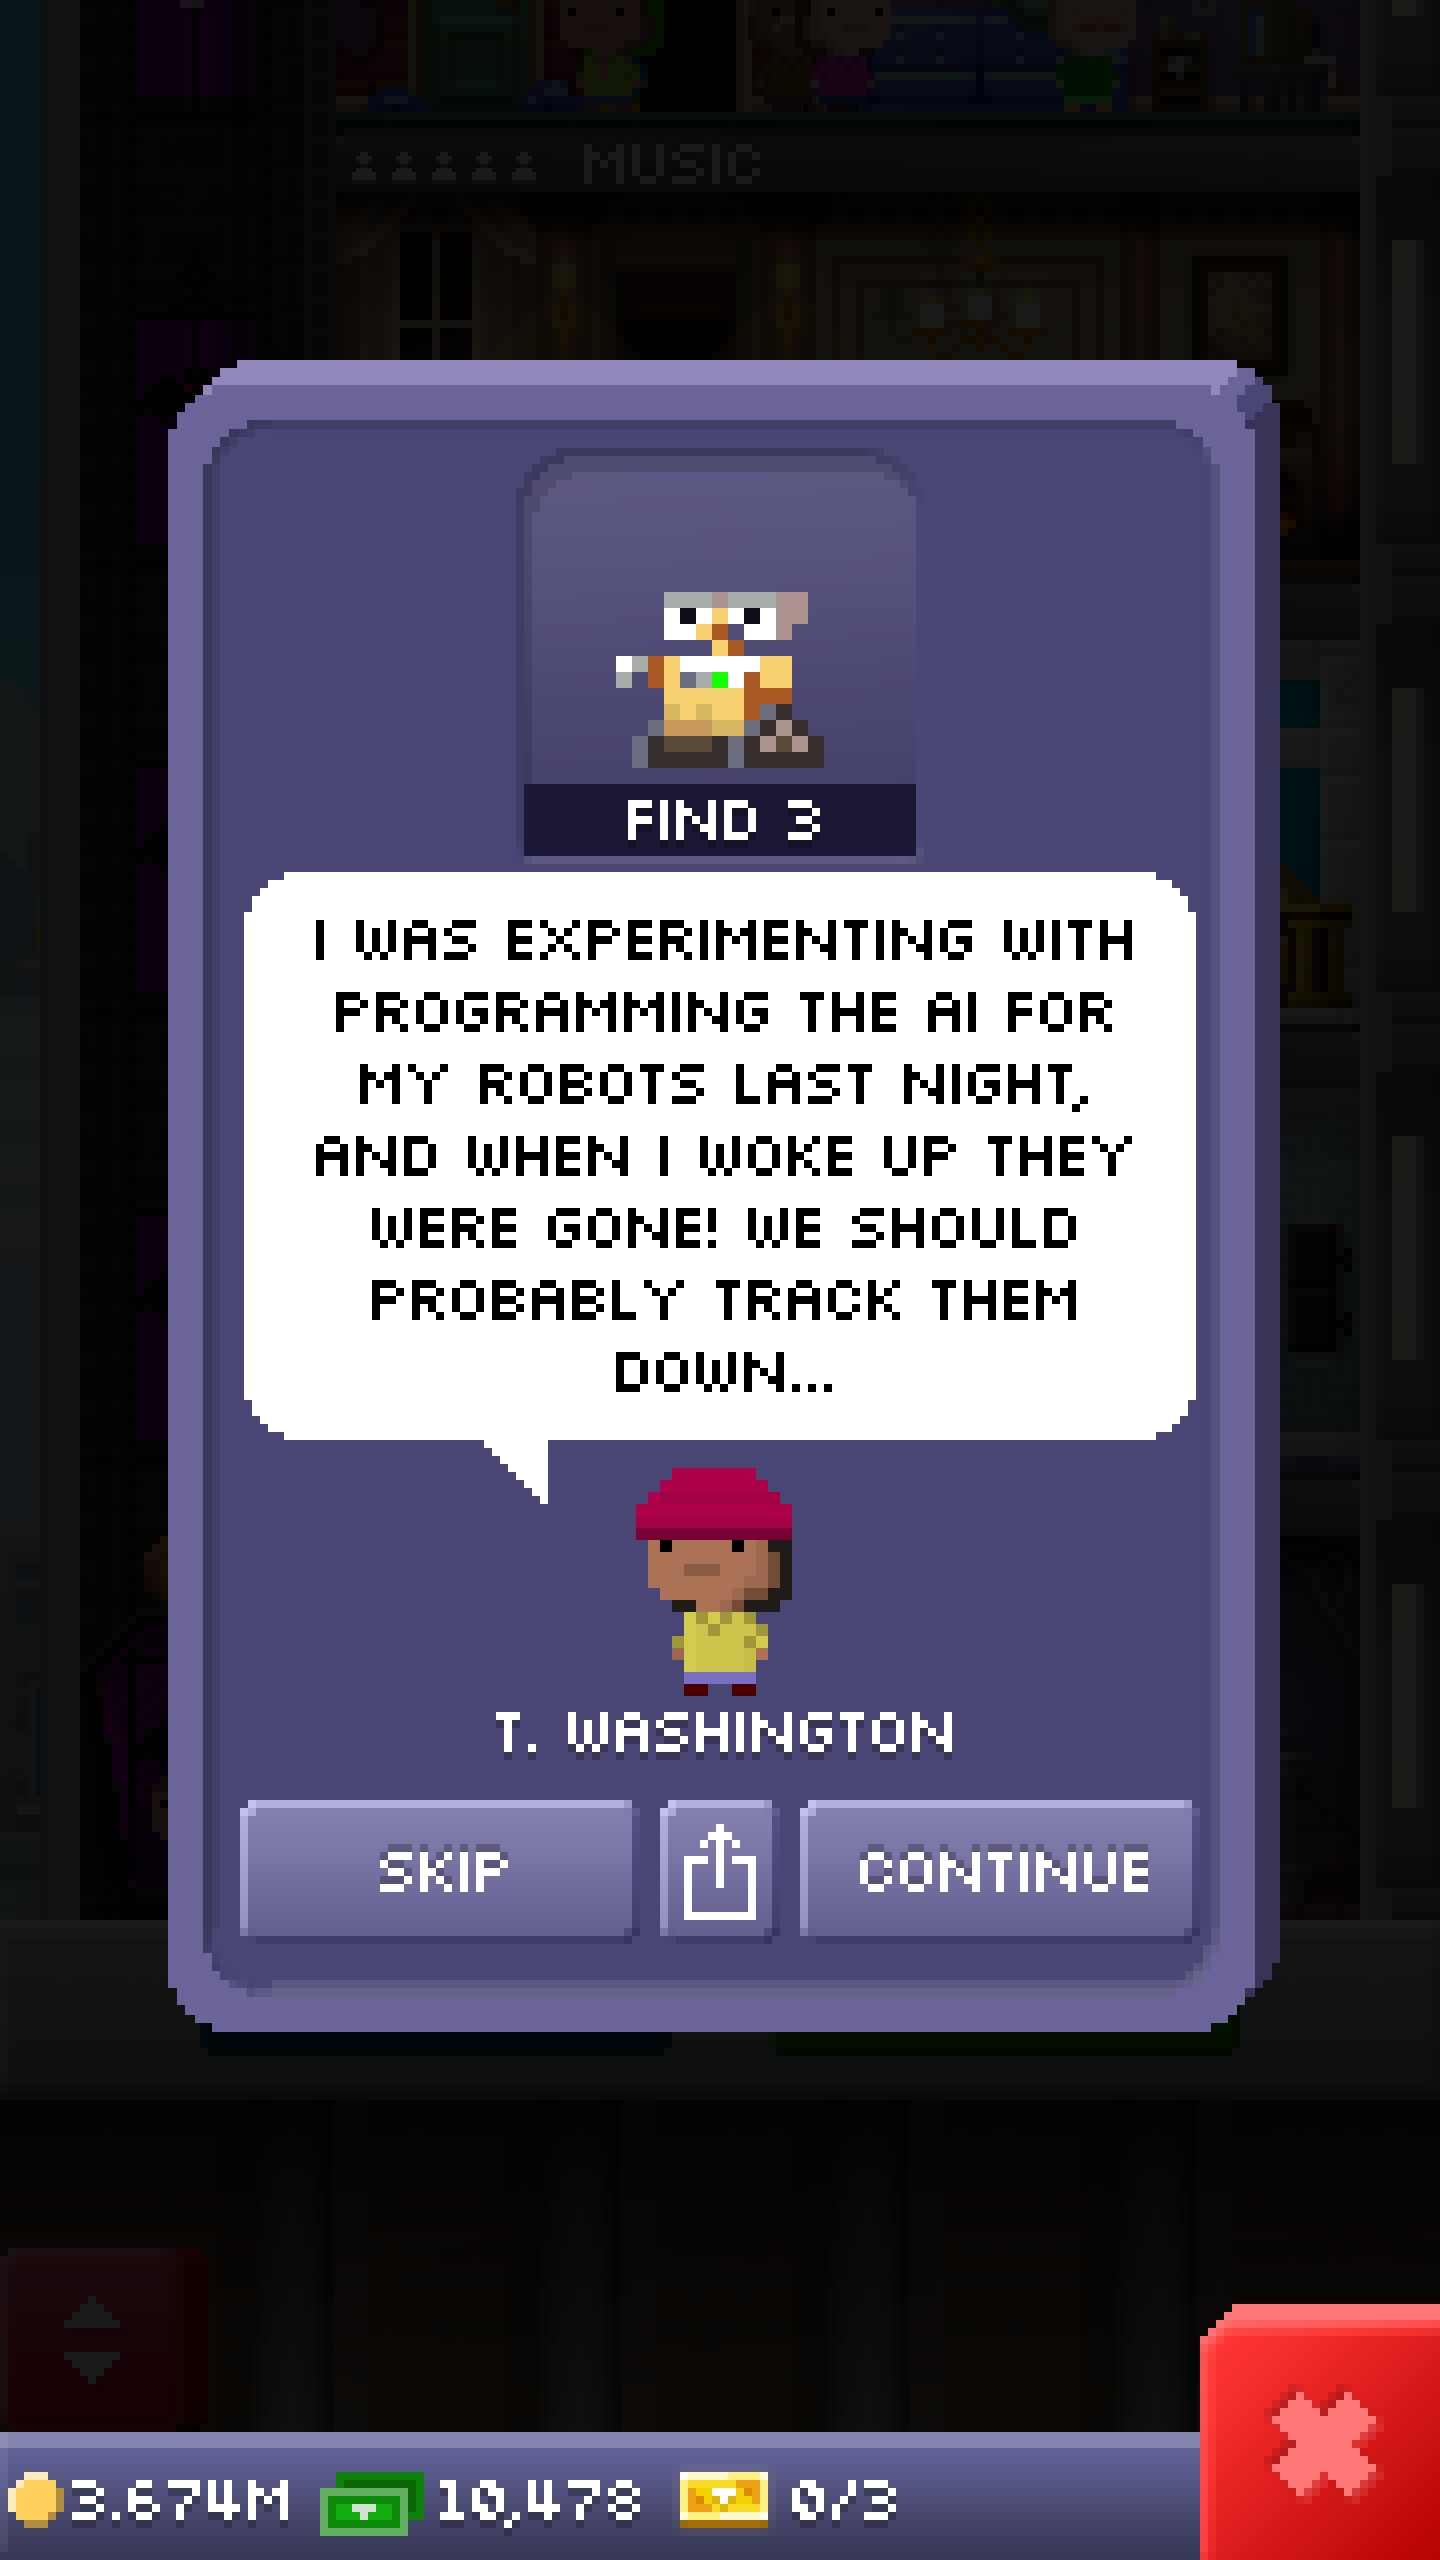 MUSIC
FIND 3
I WAS EXPERIMENTING WITH
PROGRAMMING THE AI FOR
MY ROBOTS LAST NIGHT,
AND WHEN I WOKE UP THEY
WERE GONE! WE SHOULD
PROBABLY TRACK THEM
DOWN...
T. WASHINGTON
SKIP
CONTINUE
3.674M 10,478 0/3